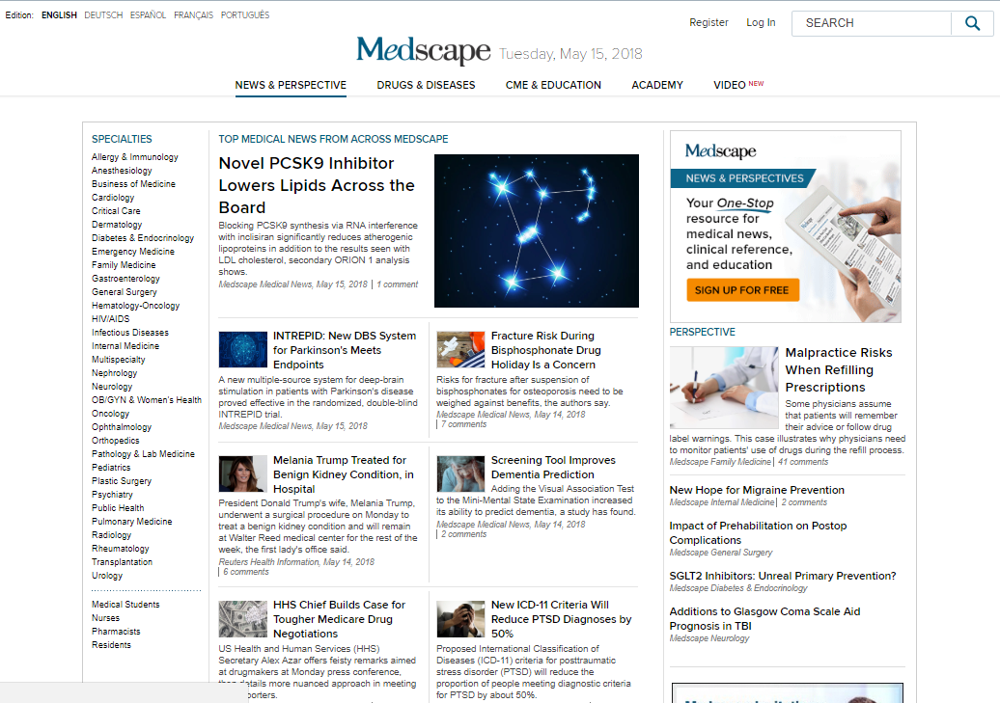 Edition: ENGLISH DEUTSCH ESPAÑOL FRANÇAIS PORTUGUÊS
Register Log In SEARCH
Medscape Tuesday, May 15, 2018
NEWS & PERSPECTIVE DRUGS & DISEASES CME & EDUCATION ACADEMY VIDEO NEW
SPECIALTIES
Allergy & Immunology
Anesthesiology
Business of Medicine
Cardiology
Critical Care
Dermatology
Diabetes & Endocrinology
Emergency Medicine
Family Medicine
Gastroenterology
General Surgery
Hematology-Oncology
HIV/AIDS
Infectious Diseases
Internal Medicine
Multispecialty
Nephrology
Neurology
OB/GYN & Women's Health
Oncology
Ophthalmology
Orthopedics
Pathology & Lab Medicine
Pediatrics
Plastic Surgery
Psychiatry
Public Health
Pulmonary Medicine
Radiology
Rheumatology
Transplantation
Urology
Medical Students
Nurses
Pharmacists
Residents
TOP MEDICAL NEWS FROM ACROSS MEDSCAPE
Novel PCSK9 Inhibitor
Lowers Lipids Across the
Board
Blocking PCSK9 synthesis via RNA interference
with inclisiran significantly reduces atherogenic
lipoproteins in addition to the results seen with
LDL cholesterol, secondary ORION 1 analysis
shows.
Medscape Medical News, May 15, 2018 | 1 comment
INTREPID: New DBS System
for Parkinson's Meets
Endpoints
A new multiple-source system for deep-brain
stimulation in patients with Parkinson's disease
proved effective in the randomized, double-blind
INTREPID trial.
Medscape Medical News, May 15, 2018
Fracture Risk During
Bisphosphonate Drug
Holiday Is a Concern
Risks for fracture after suspension of
bisphosphonates for osteoporosis need to be
weighed against benefits, the authors say.
Medscape Medical News, May 14, 2018
| 7 comments
Melania Trump Treated for
Benign Kidney Condition, in
Hospital
President Donald Trump's wife, Melania Trump,
underwent a surgical procedure on Monday to
treat a benign kidney condition and will remain
at Walter Reed medical center for the rest of the
week, the first lady's office said.
Reuters Health Information, May 14, 2018
| 6 comments
Screening Tool Improves
Dementia Prediction
Adding the Visual Association Test
to the Mini-Mental State Examination increased
its ability to predict dementia, a study has found.
Medscape Medical News, May 14, 2018
| 2 comments
HHS Chief Builds Case for
Tougher Medicare Drug
Negotiations
US Health and Human Services (HHS)
Secretary Alex Azar offers feisty remarks aimed
at drugmakers at Monday press conference,
details more nuanced approach in meeting
New ICD-11 Criteria Will
Reduce PTSD Diagnoses by
50%
Proposed International Classification of
Diseases (ICD-11) criteria for posttraumatic
stress disorder (PTSD) will reduce the
proportion of people meeting diagnostic criteria
for PTSD by about 50%.
Medscape
NEWS & PERSPECTIVES
Your One-Stop
resource for
medical news,
clinical reference,
and education
SIGN UP FOR FREE
PERSPECTIVE
Malpractice Risks
When Refilling
Prescriptions
Some physicians assume
that patients will remember
their advice or follow drug
label warnings. This case illustrates why physicians need
to monitor patients' use of drugs during the refill process.
Medscape Family Medicine | 41 comments
New Hope for Migraine Prevention
Medscape Internal Medicine | 2 comments
Impact of Prehabilitation on Postop
Complications
Medscape General Surgery
SGLT2 Inhibitors: Unreal Primary Prevention?
Medscape Diabetes & Endocrinology
Additions to Glasgow Coma Scale Aid
Prognosis in TBI
Medscape Neurology